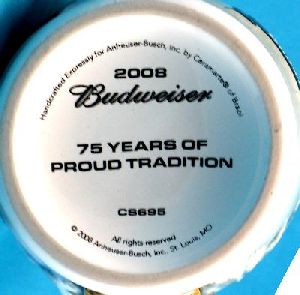 Handcrafted Expressly for Anheuser-Busch, Inc. by Ceramarte® of Brazil
2008
Budweiser
75 YEARS OF
PROUD TRADITION
CS695
All rights reserved
© 2008 Anheuser-Busch, Inc. St. Louis, MO